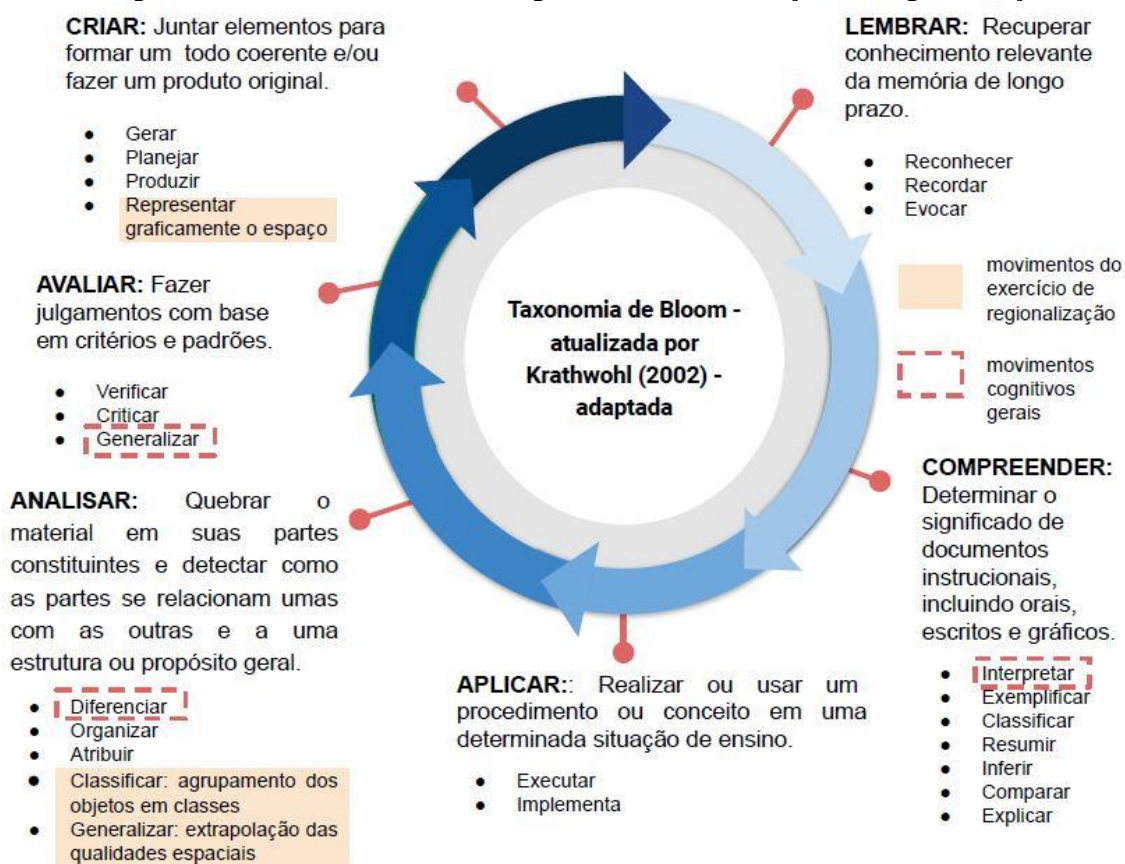 CRIAR: Juntar elementos para
formar um todo coerente e/ou
fazer um produto original.
● Gerar
● Planejar
● Produzir
● Representar
graficamente o espaço
LEMBRAR: Recuperar
conhecimento relevante
da memória de longo
prazo.
● Reconhecer
● Recordar
● Evocar
movimentos do
exercício de
regionalização
movimentos
cognitivos
gerais
AVALIAR: Fazer
julgamentos com base
em critérios e padrões.
● Verificar
● Criticar
● Generalizar
Taxonomia de Bloom -
atualizada por
Krathwohl (2002) -
adaptada
COMPREENDER:
Determinar o
significado de
documentos
instrucionais,
incluindo orais,
escritos e gráficos.
● Interpretar
● Exemplificar
● Classificar
● Resumir
● Inferir
● Comparar
● Explicar
ANALISAR: Quebrar o
material em suas partes
constituintes e detectar como
as partes se relacionam umas
com as outras e a uma
estrutura ou propósito geral.
● Diferenciar
● Organizar
● Atribuir
● Classificar: agrupamento dos
objetos em classes
● Generalizar: extrapolação das
qualidades espaciais
APLICAR:: Realizar ou usar um
procedimento ou conceito em uma
determinada situação de ensino.
● Executar
● Implementa